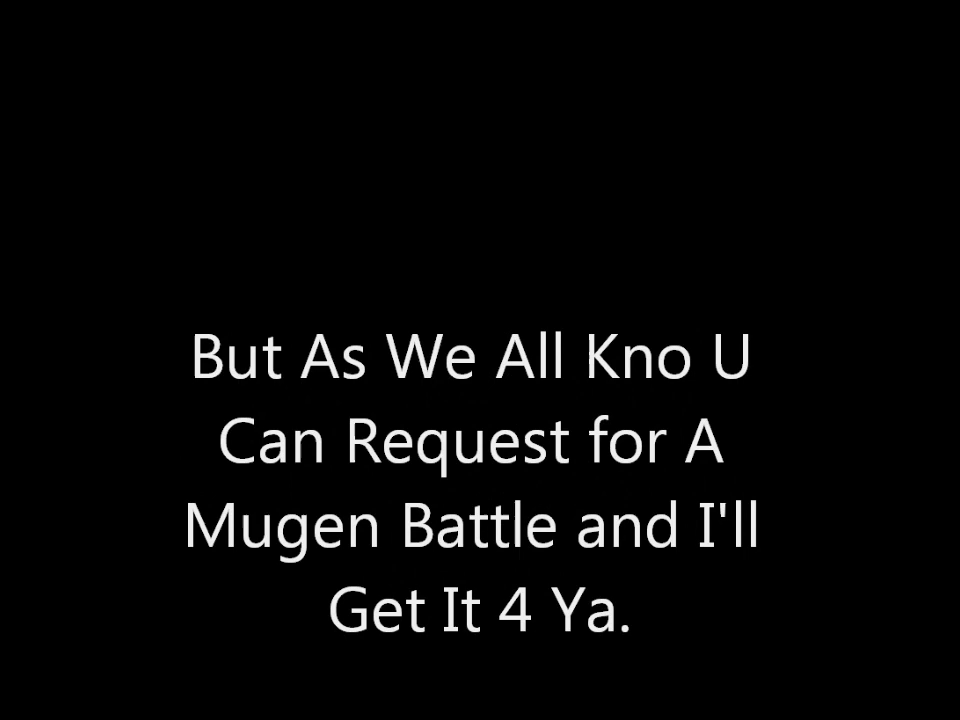 But As We All Kno U
Can Request for A
Mugen Battle and I'll
Get It 4 Ya.